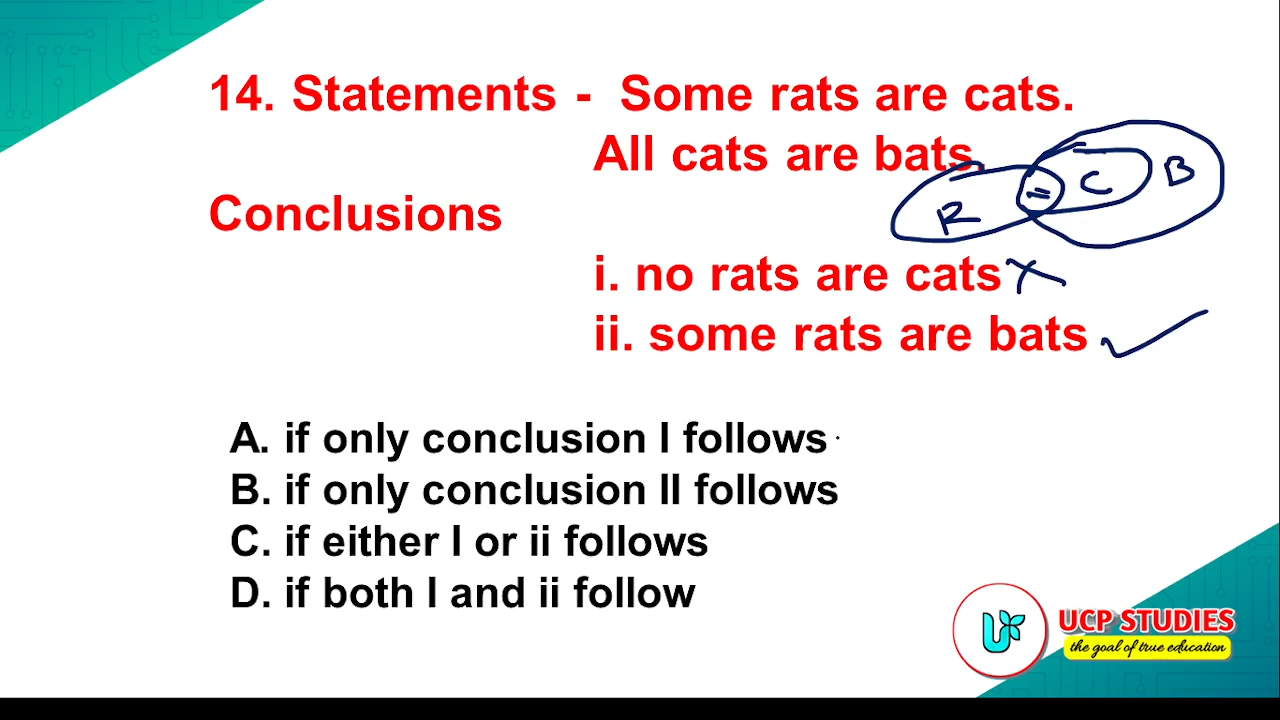 14. Statements - Some rats are cats.
All cats are bats.
R = C B
Conclusions
i. no rats are cats
ii. some rats are bats
A. if only conclusion I follows
B. if only conclusion II follows
C. if either I or ii follows
D. if both I and ii follow
UCP STUDIES
the goal of true education